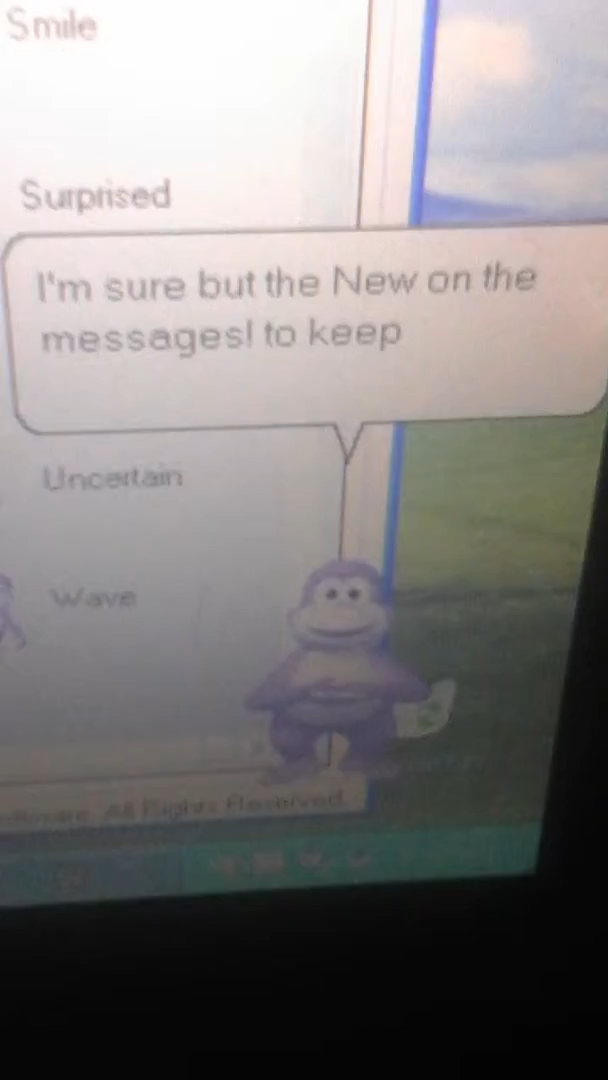 Smile
Surprised
I'm sure but the New on the
messages! to keep
Uncertain
Wave
All Rights Reserved.